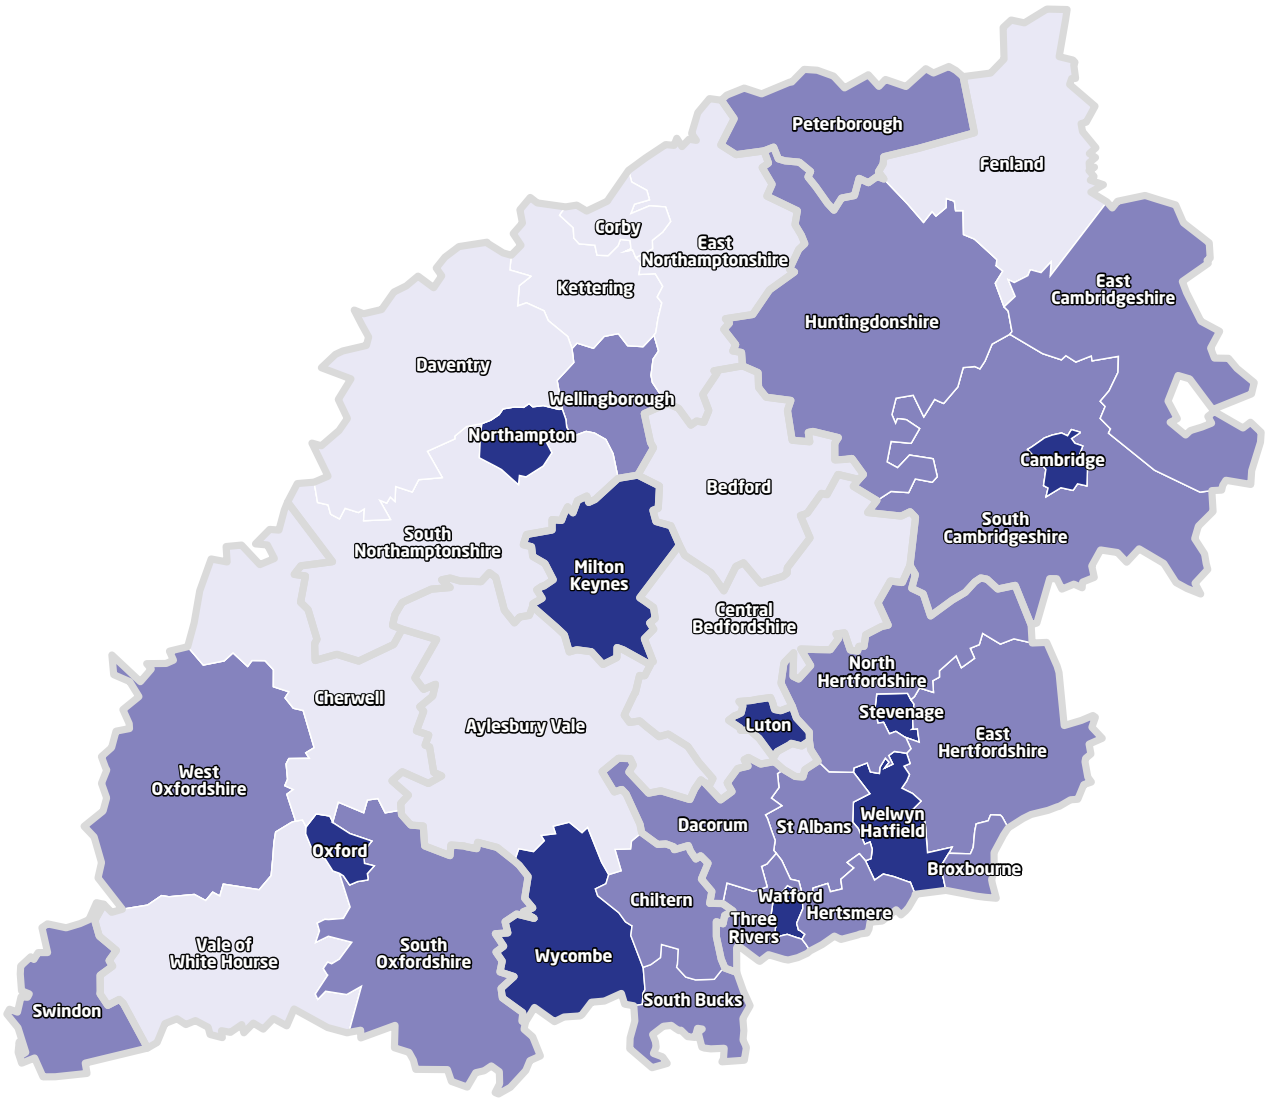 Peterborough
Fenland
Corby
East
Northamptonshire
Kettering
East
Cambridgeshire
Huntingdonshire
Daventry
Wellingborough
Northampton
Cambridge
Bedford
South
Cambridgeshire
South
Northamptonshire
Milton
Keynes
Central
Bedfordshire
North
Hertfordshire
Cherwell
Stevenage
Aylesbury Vale
Luton
East
Hertfordshire
West
Oxfordshire
Dacorum
St Albans
Welwyn
Hatfield
Oxford
Broxbourne
Chiltern
Watford
Hertsmere
Three
Rivers
Vale of
White Hourse
South
Oxfordshire
Wycombe
South Bucks
Swindon